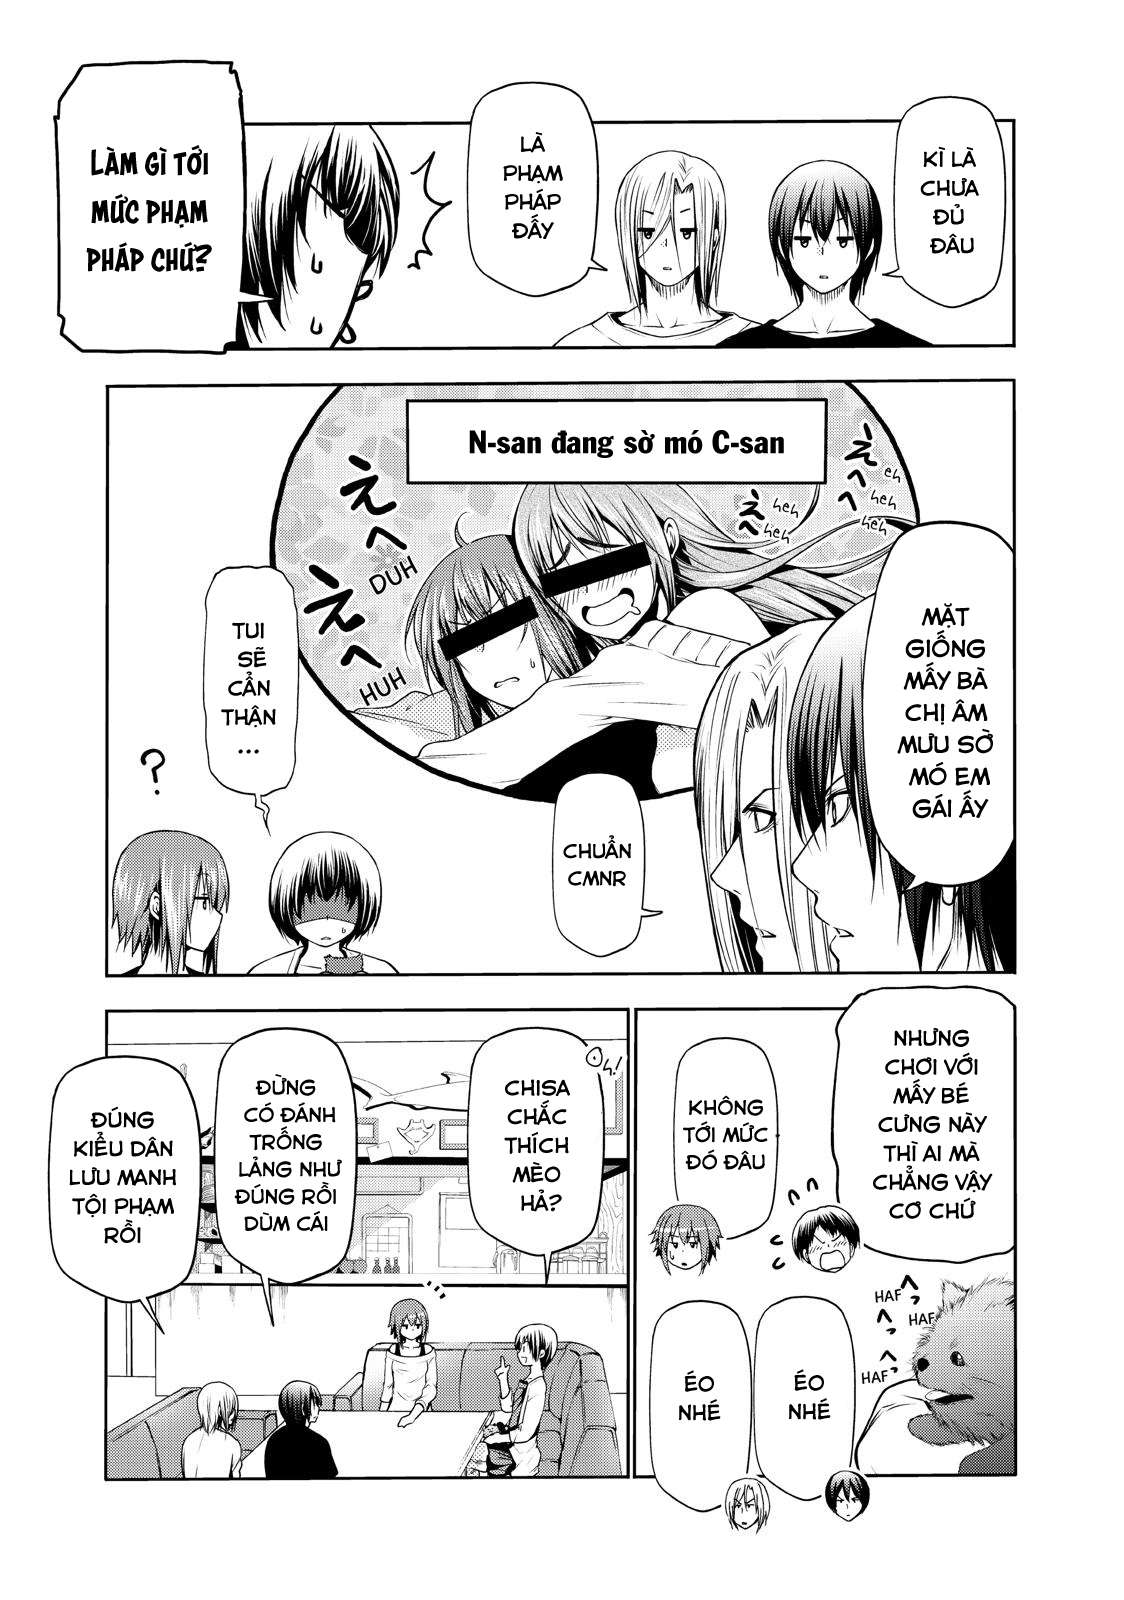 KÌ LÀ
CHƯA
ĐỦ
ĐÂU
LÀ
PHẠM
PHÁP
ĐẤY
LÀM GÌ TỚI
MỨC PHẠM
PHÁP CHỨ?
N-san đang sờ mó C-san
えへ
eh
heh
heh
えへ
heh
heh
えへ
DUH
えへ
HUH
MẶT
GIỐNG
MẤY BÀ
CHỊ ÂM
MƯU SỜ
MÓ EM
GÁI ẤY
CHUẨN
CMNR
TUI
SẼ
CẨN
THẬN
...
?
NHƯNG
CHƠI VỚI
MẤY BÉ
CƯNG NÀY
THÌ AI MÀ
CHẲNG VẬY
CƠ CHỨ
KHÔNG
TỚI MỨC
ĐÓ ĐÂU
HAF
HAF
HAF
ÉO
NHÉ
ÉO
NHÉ
Oh!
CHISA
CHẮC
THÍCH
MÈO
HẢ?
ĐỪNG
CÓ ĐÁNH
TRỐNG
LẢNG NHƯ
ĐÚNG RỒI
DÙM CÁI
ĐÚNG
KIỂU DÂN
LƯU MANH
TỘI PHẠM
RỒI